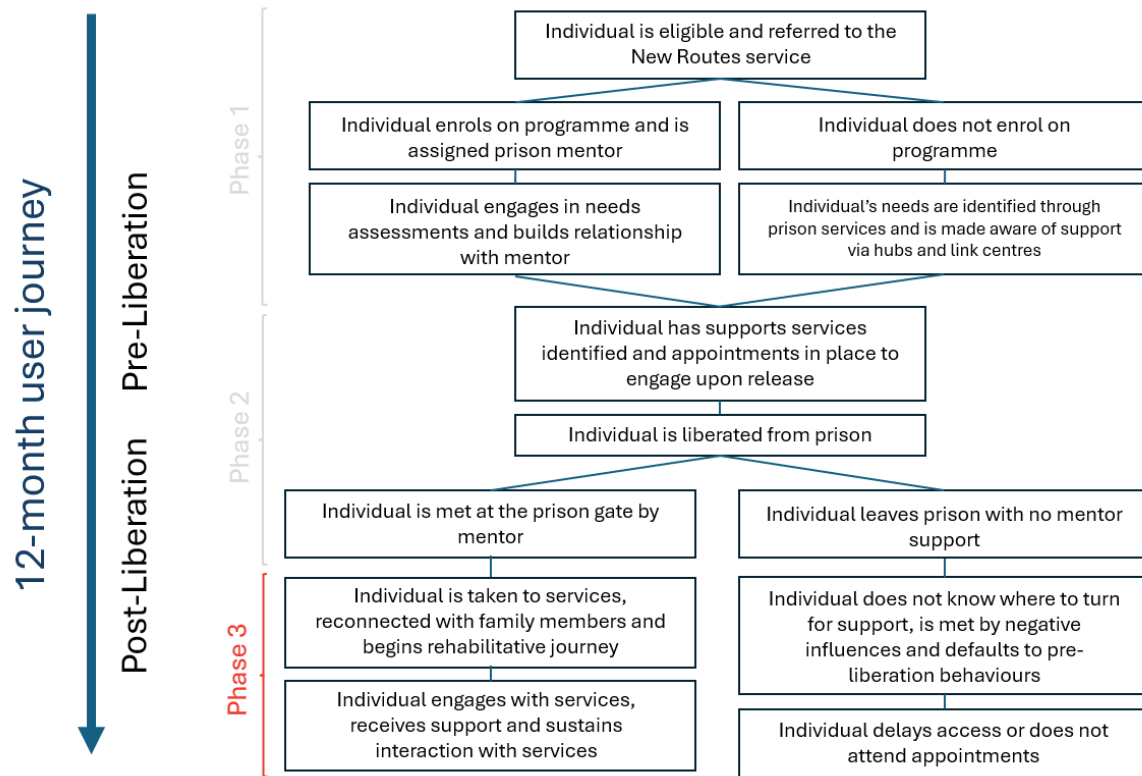 12-month user journey
Pre-Liberation
Post-Liberation
Phase 1
Individual is eligible and referred to the
New Routes service
Individual enrols on programme and is
assigned prison mentor
Individual does not enrol on
programme
Individual engages in needs
assessments and builds relationship
with mentor
Individual's needs are identified through
prison services and is made aware of support
via hubs and link centres
Phase 2
Individual has supports services
identified and appointments in place to
engage upon release
Individual is liberated from prison
Individual is met at the prison gate by
mentor
Individual leaves prison with no mentor
support
Phase 3
Individual is taken to services,
reconnected with family members and
begins rehabilitative journey
Individual does not know where to turn
for support, is met by negative
influences and defaults to pre-
liberation behaviours
Individual engages with services,
receives support and sustains
interaction with services
Individual delays access or does not
attend appointments